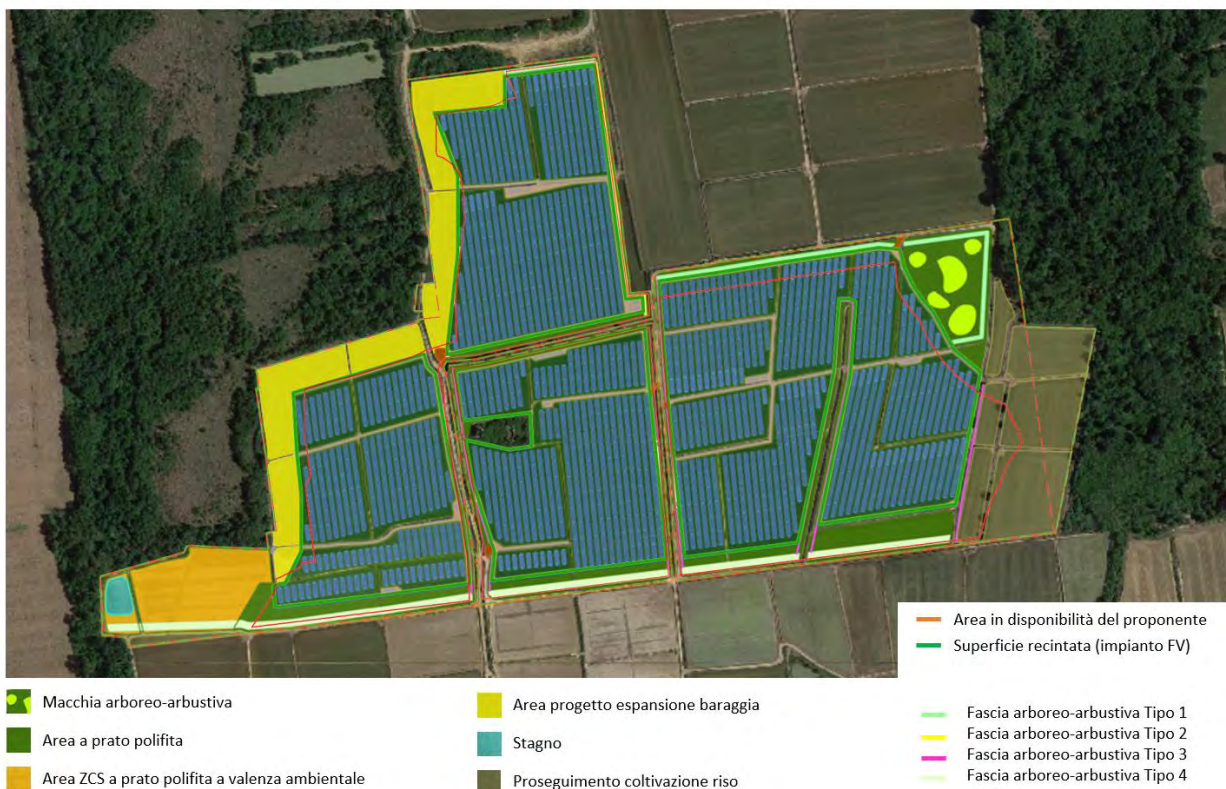 Area in disponibilità del proponente
Superficie recintata (impianto FV)
Macchia arboreo-arbustiva
Area a prato polifita
Area ZCS a prato polifita a valenza ambientale
Area progetto espansione baraggia
Stagno
Proseguimento coltivazione riso
Fascia arboreo-arbustiva Tipo 1
Fascia arboreo-arbustiva Tipo 2
Fascia arboreo-arbustiva Tipo 3
Fascia arboreo-arbustiva Tipo 4